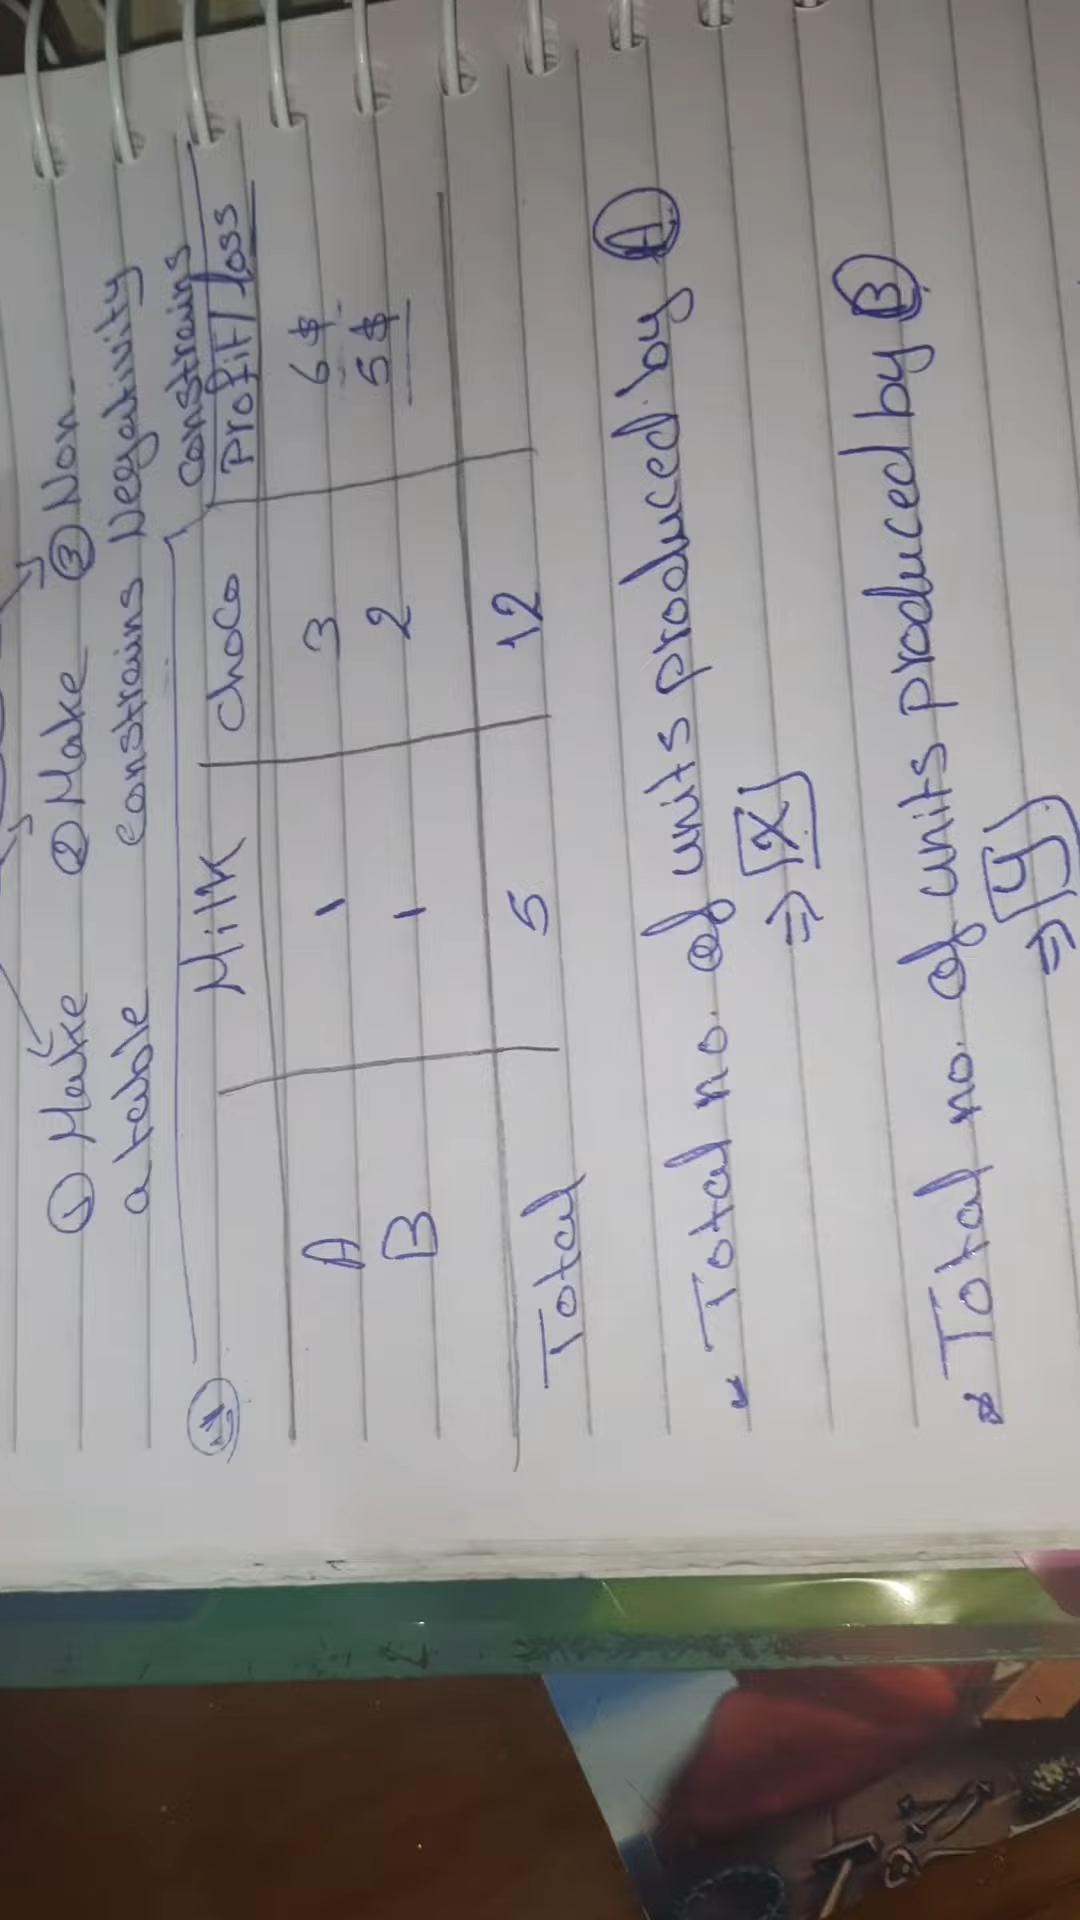 ① Make ② Make ③ Non-
a table constrains Negativity
constrains
Milk Choco Profit/loss
A 1 3 6$
B 1 2 5$
Total 5 12
Total no. of units produced by A
⇒ X
Total no. of units produced by B
⇒ y